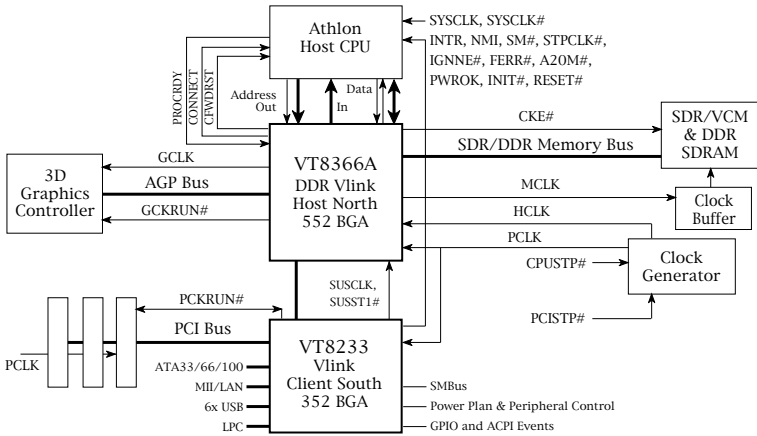 Athlon
Host CPU
SYSCLK, SYSCLK#
INTR, NMI, SM#, STPCLK#,
IGNNE#, FERR#, A20M#,
PWROK, INIT#, RESET#
PROCRDY
CONNECT
CFWDRST
Address
Out
In
Data
CKE#
SDR/DDR Memory Bus
SDR/VCM
& DDR
SDRAM
3D
Graphics
Controller
GCLK
AGP Bus
GCKRUN#
VT8366A
DDR Vlink
Host North
552 BGA
MCLK
HCLK
PCLK
Clock
Buffer
CPUSTP#
Clock
Generator
PCISTP#
SUSCLK,
SUSST1#
PCKRUN#
PCI Bus
PCLK
VT8233
Vlink
Client South
352 BGA
ATA33/66/100
MII/LAN
6x USB
LPC
SMBus
Power Plan & Peripheral Control
GPIO and ACPI Events